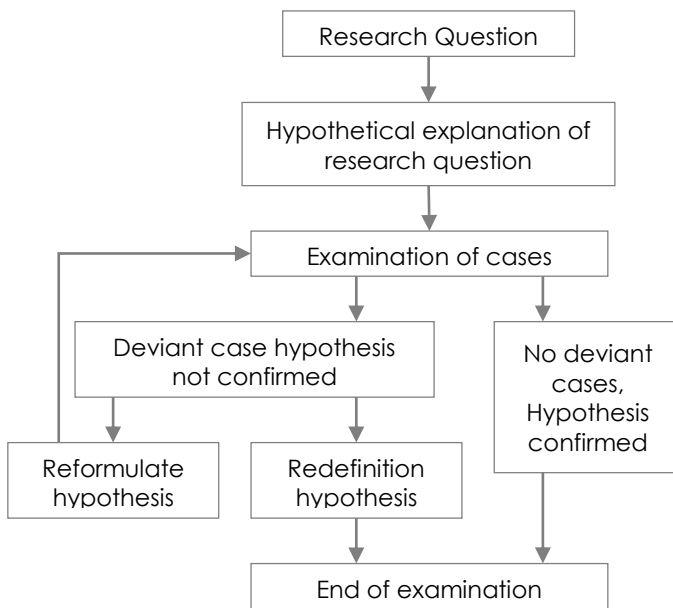 Research Question
Hypothetical explanation of
research question
Examination of cases
Deviant case hypothesis
not confirmed
No deviant
cases,
Hypothesis
confirmed
Reformulate
hypothesis
Redefinition
hypothesis
End of examination